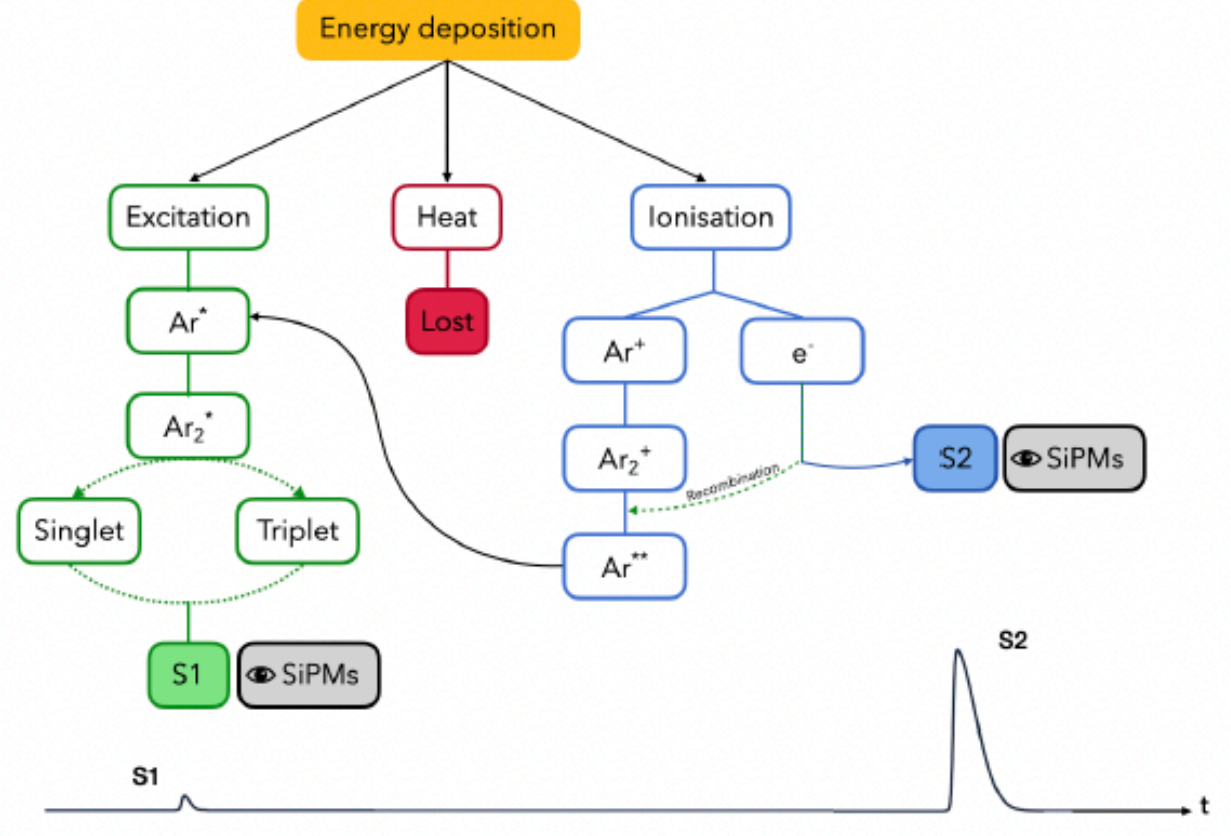 Energy deposition
Excitation
Heat
Ionisation
Ar*
Lost
Ar⁺
e⁻
Ar₂*
Ar₂⁺
S2
SiPMs
Recombination
Singlet
Triplet
Ar**
S1
SiPMs
S2
S1
t